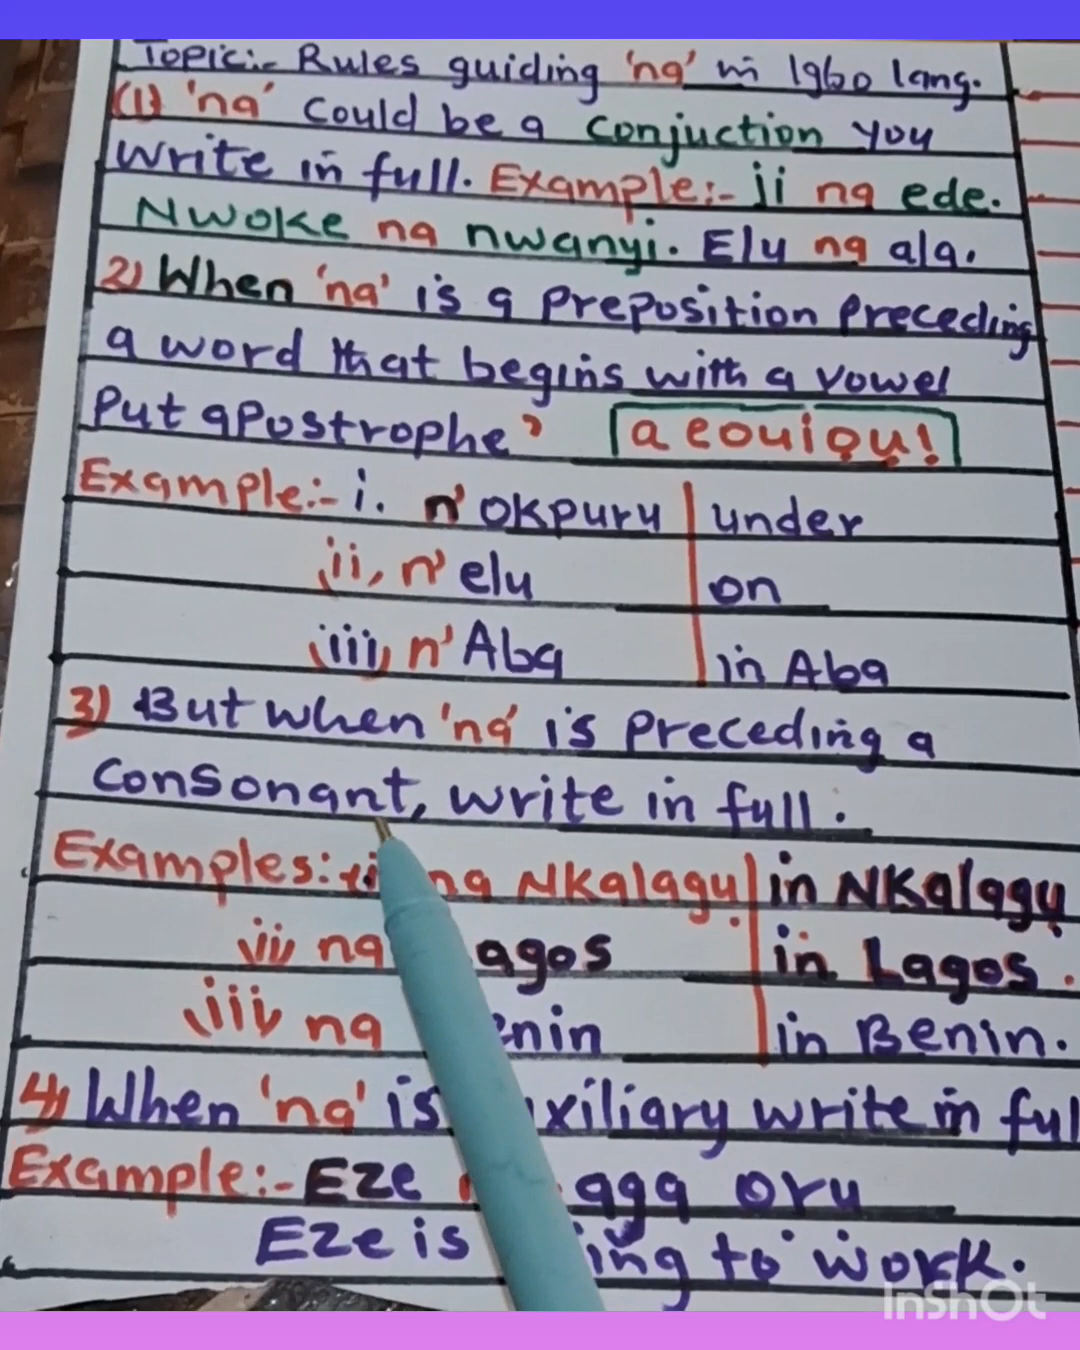 Topic:- Rules guiding 'na' in Igbo lang.
(1) 'na' could be a conjuction you
write in full. Example:- ji na ede.
Nwoke na nwanyi. Elu na ala.
2) When 'na' is a preposition preceding
a word that begins with a vowel
put apostrophe ’ a e o u i ọ ụ ị
Example:- i. n' okpuru | under
ii, n' elu | on
iii, n' Aba | in Aba
3) But when 'na' is preceding a
consonant, write in full.
Examples:- na Nkalagụ | in Nkalagụ
ii, na agos | in Lagos.
iii, na enin | in Benin.
4) When 'na' is xiliary write in ful
Example:- Eze aga oru
Eze is ing to work.
InShOt